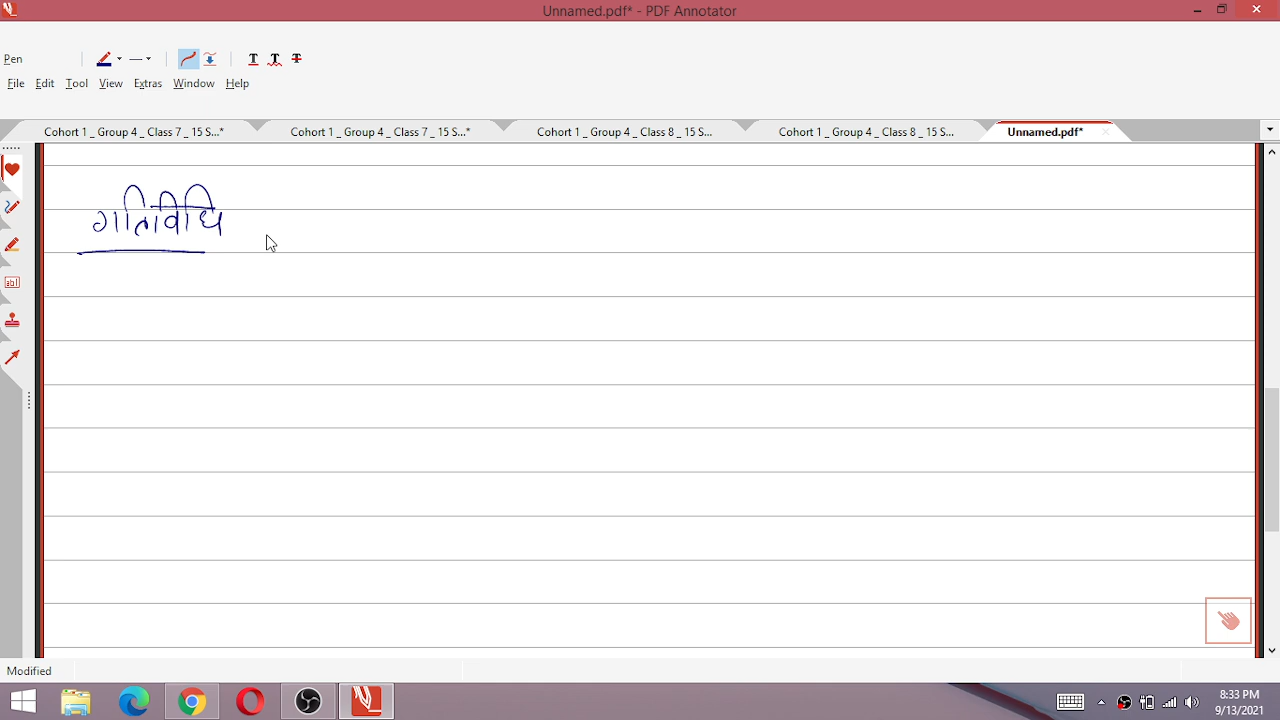 Unnamed.pdf* - PDF Annotator
Pen
T T T
File Edit Tool View Extras Window Help
Cohort 1 _ Group 4 _ Class 7 _ 15 S...* Cohort 1 _ Group 4 _ Class 7 _ 15 S...* Cohort 1 _ Group 4 _ Class 8 _ 15 S... Cohort 1 _ Group 4 _ Class 8 _ 15 S... Unnamed.pdf*
गतिविधि
Modified
8:33 PM
9/13/2021